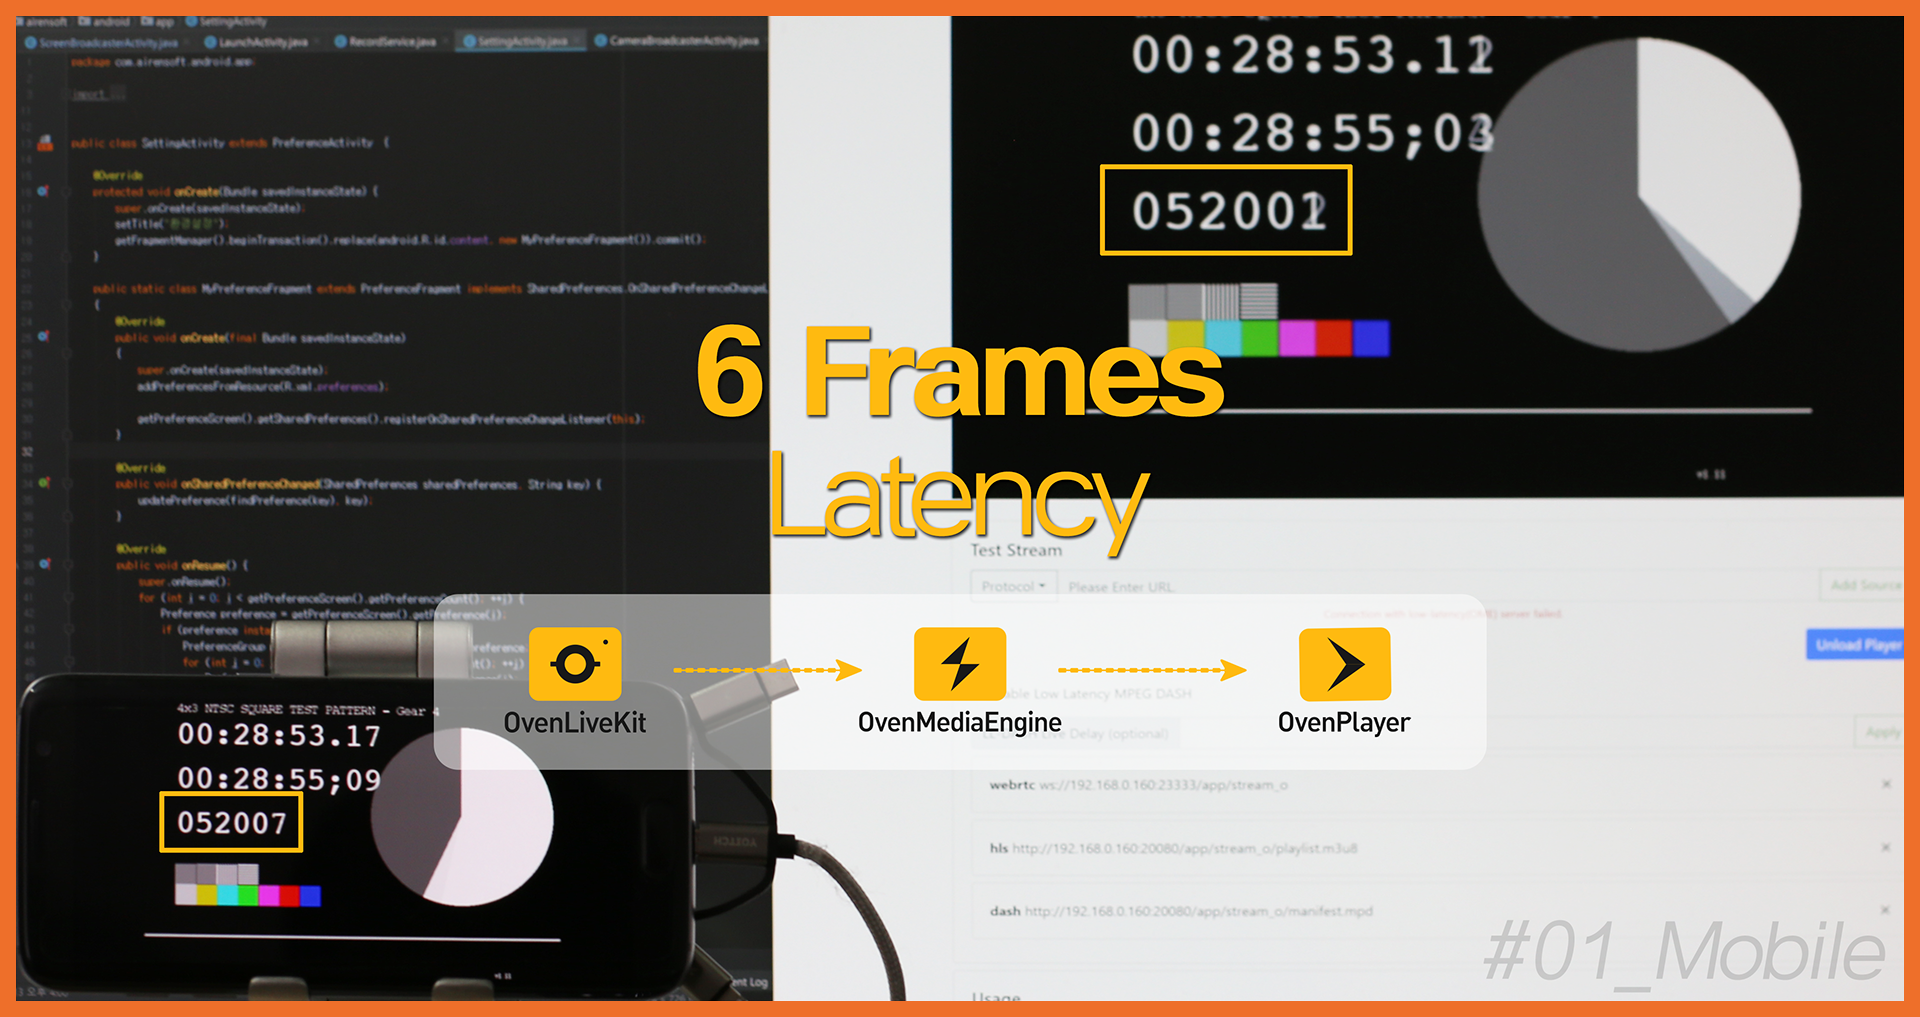 airensoft android app SettingActivity
ScreenBroadcasterActivity.java LaunchActivity.java RecordService.java SettingActivity.java CameraBroadcasterActivity.java
package com.airensoft.android.app;
import ...
public class SettingActivity extends PreferenceActivity {
@Override
protected void onCreate(Bundle savedInstanceState) {
super.onCreate(savedInstanceState);
setTitle("환경설정");
getFragmentManager().beginTransaction().replace(android.R.id.content, new MyPreferenceFragment()).commit();
}
public static class MyPreferenceFragment extends PreferenceFragment implements SharedPreferences.OnSharedPreferenceChangeL
{
@Override
public void onCreate(final Bundle savedInstanceState)
{
super.onCreate(savedInstanceState);
addPreferencesFromResource(R.xml.preferences);
getPreferenceScreen().getSharedPreferences().registerOnSharedPreferenceChangeListener(this);
}
@Override
public void onSharedPreferenceChanged(SharedPreferences sharedPreferences, String key) {
updatePreference(findPreference(key), key);
}
@Override
public void onResume() {
super.onResume();
for (int j = 0; j < getPreferenceScreen().getPreferenceCount(); ++j) {
Preference preference = getPreferenceScreen().getPreference(j);
if (preference insta
PreferenceGroup
for (int j = 0;
00:28:53.1
00:28:55;03
052001
6 Frames
Latency
Test Stream
Protocol Please Enter URL
Add Source
Connection with low-latency(OME) server failed.
Unload Player
OvenLiveKit OvenMediaEngine OvenPlayer
able Low Latency MPEG DASH
Live Delay (optional)
Apply
webrtc ws://192.168.0.160:23333/app/stream_o
hls http://192.168.0.160:20080/app/stream_o/playlist.m3u8
dash http://192.168.0.160:20080/app/stream_o/manifest.mpd
Usage
4x3 NTSC SQUARE TEST PATTERN - Gear 4
00:28:53.17
00:28:55;09
052007
YOZTCH
ent Log
#01_Mobile